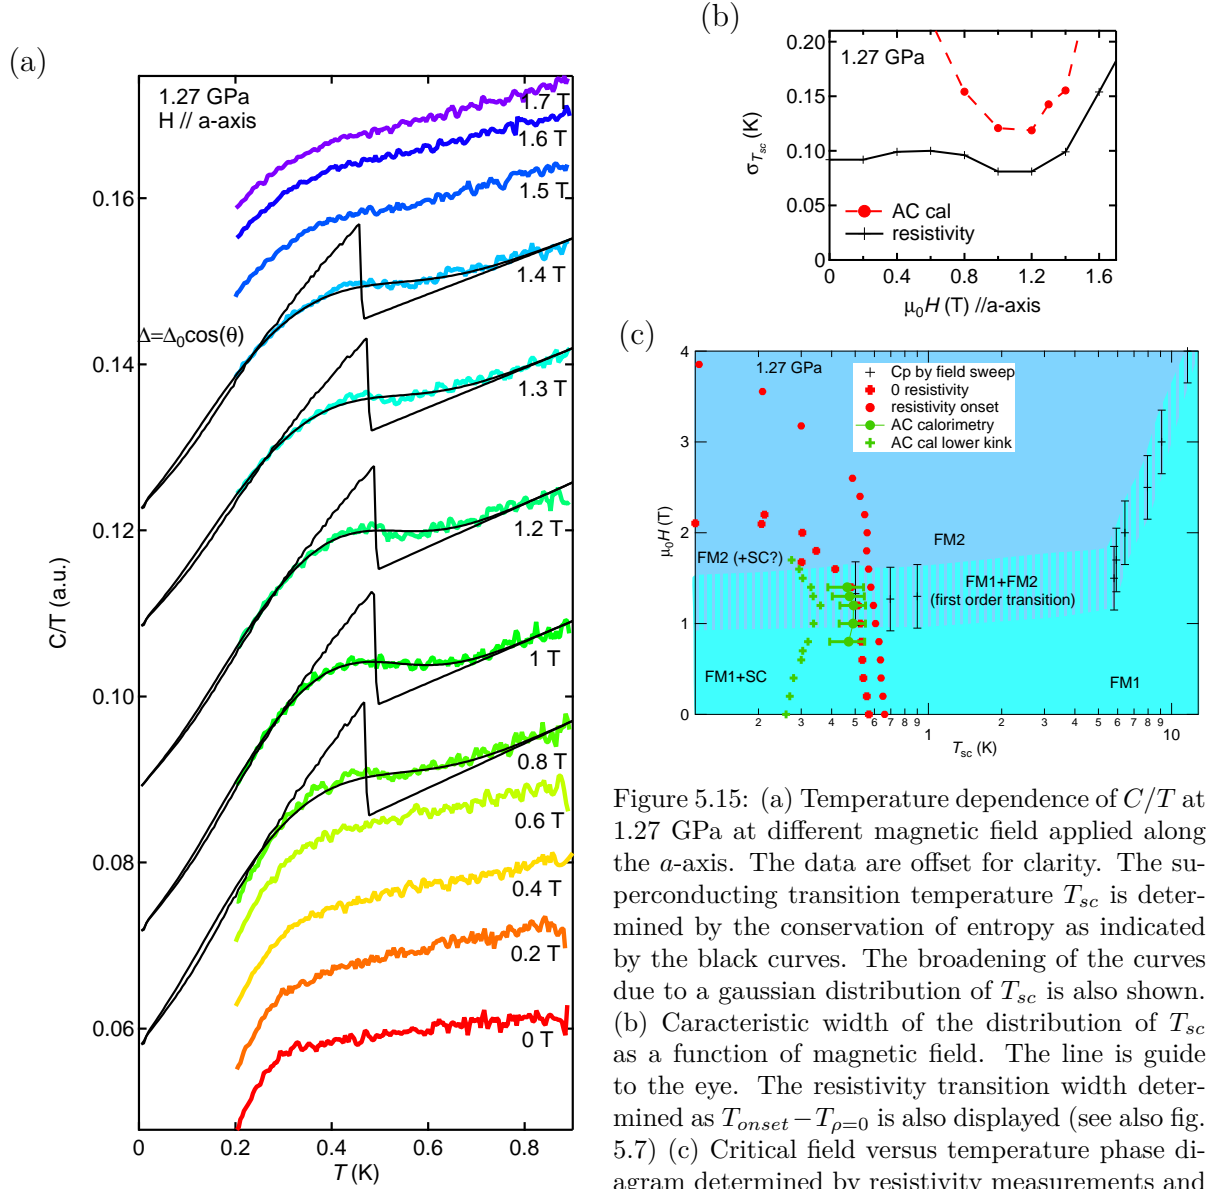 (a)
1.27 GPa
H // a-axis
1.7 T
1.6 T
1.5 T
1.4 T
Δ=Δ₀cos(θ)
1.3 T
1.2 T
1 T
0.8 T
0.6 T
0.4 T
0.2 T
0 T
0.16
0.14
0.12
0.10
0.08
0.06
C/T (a.u.)
0 0.2 0.4 0.6 0.8
T (K)
(b)
1.27 GPa
0.20
0.15
0.10
0.05
0
σTsc (K)
AC cal
resistivity
0 0.4 0.8 1.2 1.6
μ₀H (T) //a-axis
(c)
1.27 GPa
Cp by field sweep
0 resistivity
resistivity onset
AC calorimetry
AC cal lower kink
4
3
2
1
0
μ₀H (T)
FM2 (+SC?)
FM2
FM1+FM2
(first order transition)
FM1+SC
FM1
2 3 4 5 6 7 8 9 1 2 3 4 5 6 7 8 9 10
Tsc (K)
Figure 5.15: (a) Temperature dependence of C/T at
1.27 GPa at different magnetic field applied along
the a-axis. The data are offset for clarity. The su-
perconducting transition temperature Tsc is deter-
mined by the conservation of entropy as indicated
by the black curves. The broadening of the curves
due to a gaussian distribution of Tsc is also shown.
(b) Caracteristic width of the distribution of Tsc
as a function of magnetic field. The line is guide
to the eye. The resistivity transition width deter-
mined as Tonset−Tρ=0 is also displayed (see also fig.
5.7) (c) Critical field versus temperature phase di-
agram determined by resistivity measurements and